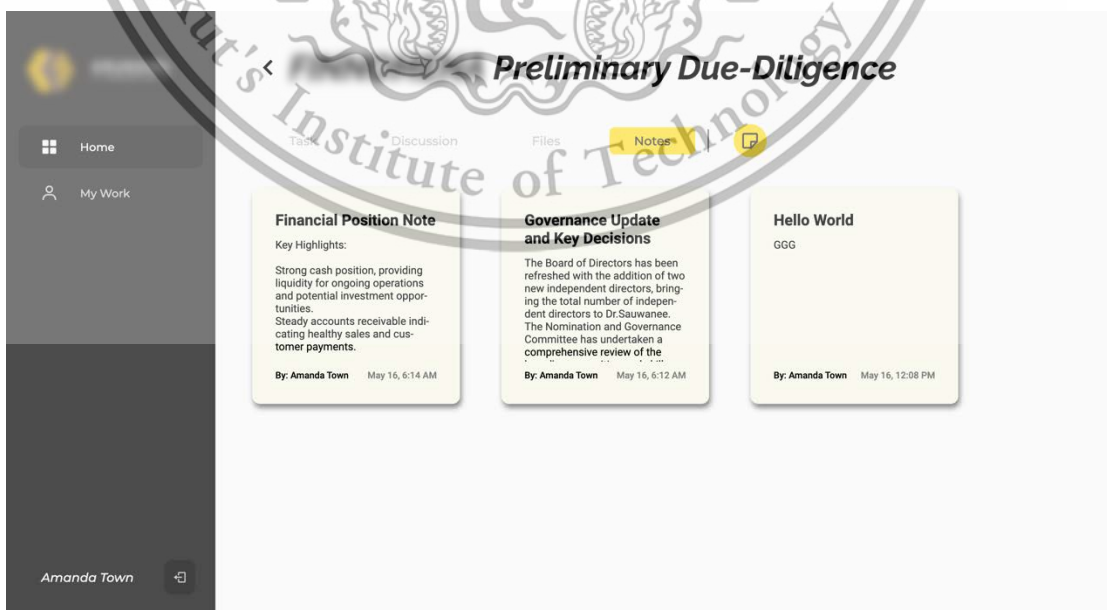 kut's Institute of Technology
Preliminary Due-Diligence
Home
My Work
Task
Discussion
Files
Notes
Financial Position Note
Key Highlights:
Strong cash position, providing
liquidity for ongoing operations
and potential investment oppor-
tunities.
Steady accounts receivable indi-
cating healthy sales and cus-
tomer payments.
By: Amanda Town May 16, 6:14 AM
Governance Update
and Key Decisions
The Board of Directors has been
refreshed with the addition of two
new independent directors, bring-
ing the total number of indepen-
dent directors to Dr.Sauwanee.
The Nomination and Governance
Committee has undertaken a
comprehensive review of the
By: Amanda Town May 16, 6:12 AM
Hello World
GGG
By: Amanda Town May 16, 12:08 PM
Amanda Town